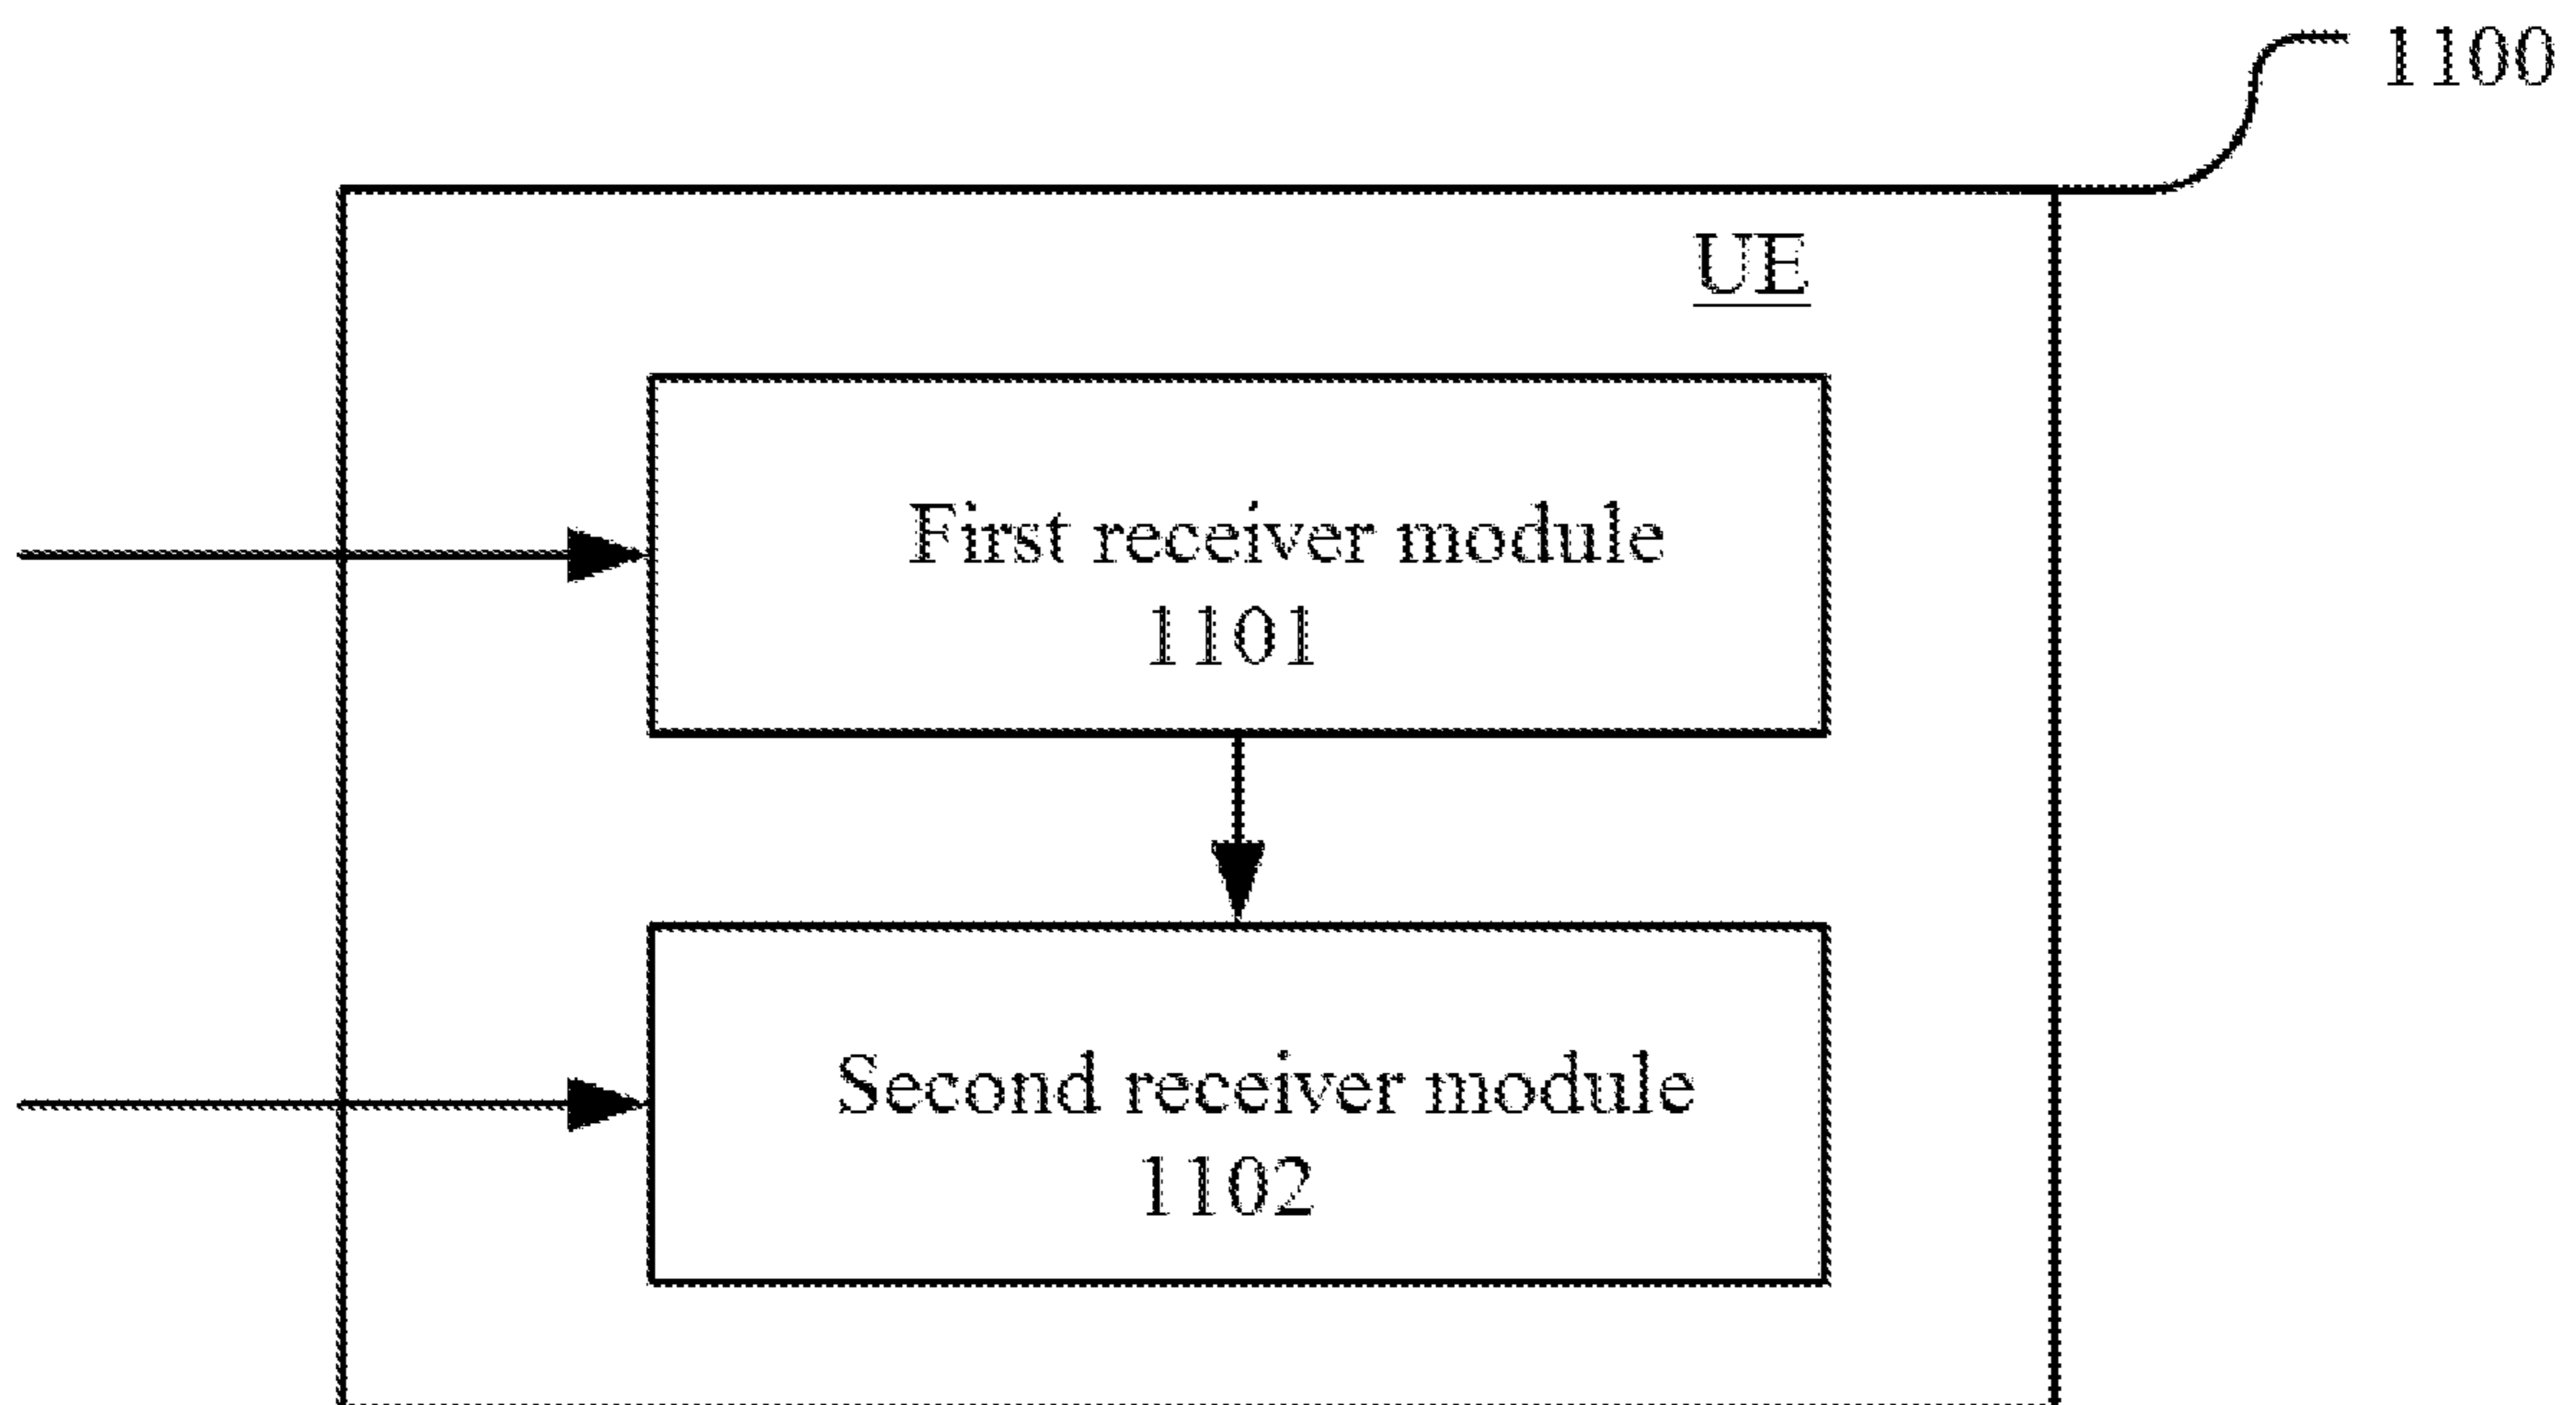 1100
UE
First receiver module
1101
Second receiver module
1102